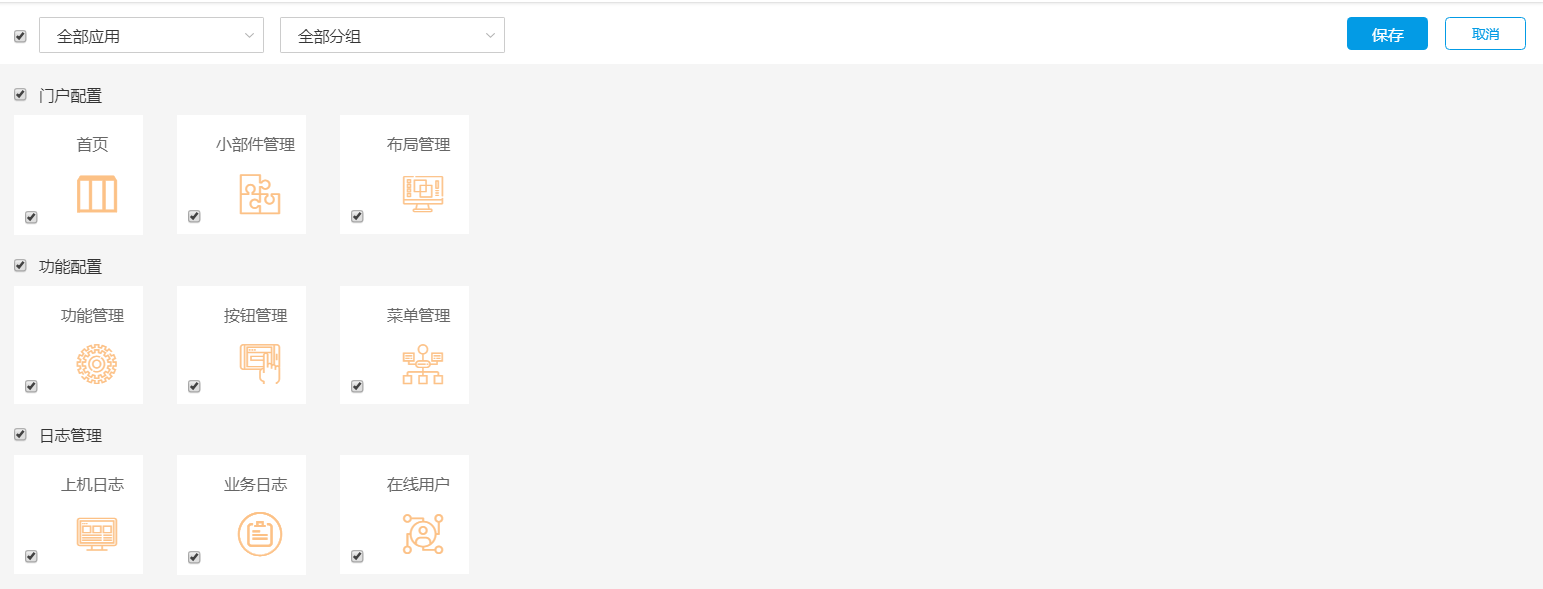 全部应用 全部分组 保存 取消
门户配置
首页 小部件管理 布局管理
功能配置
功能管理 按钮管理 菜单管理
日志管理
上机日志 业务日志 在线用户